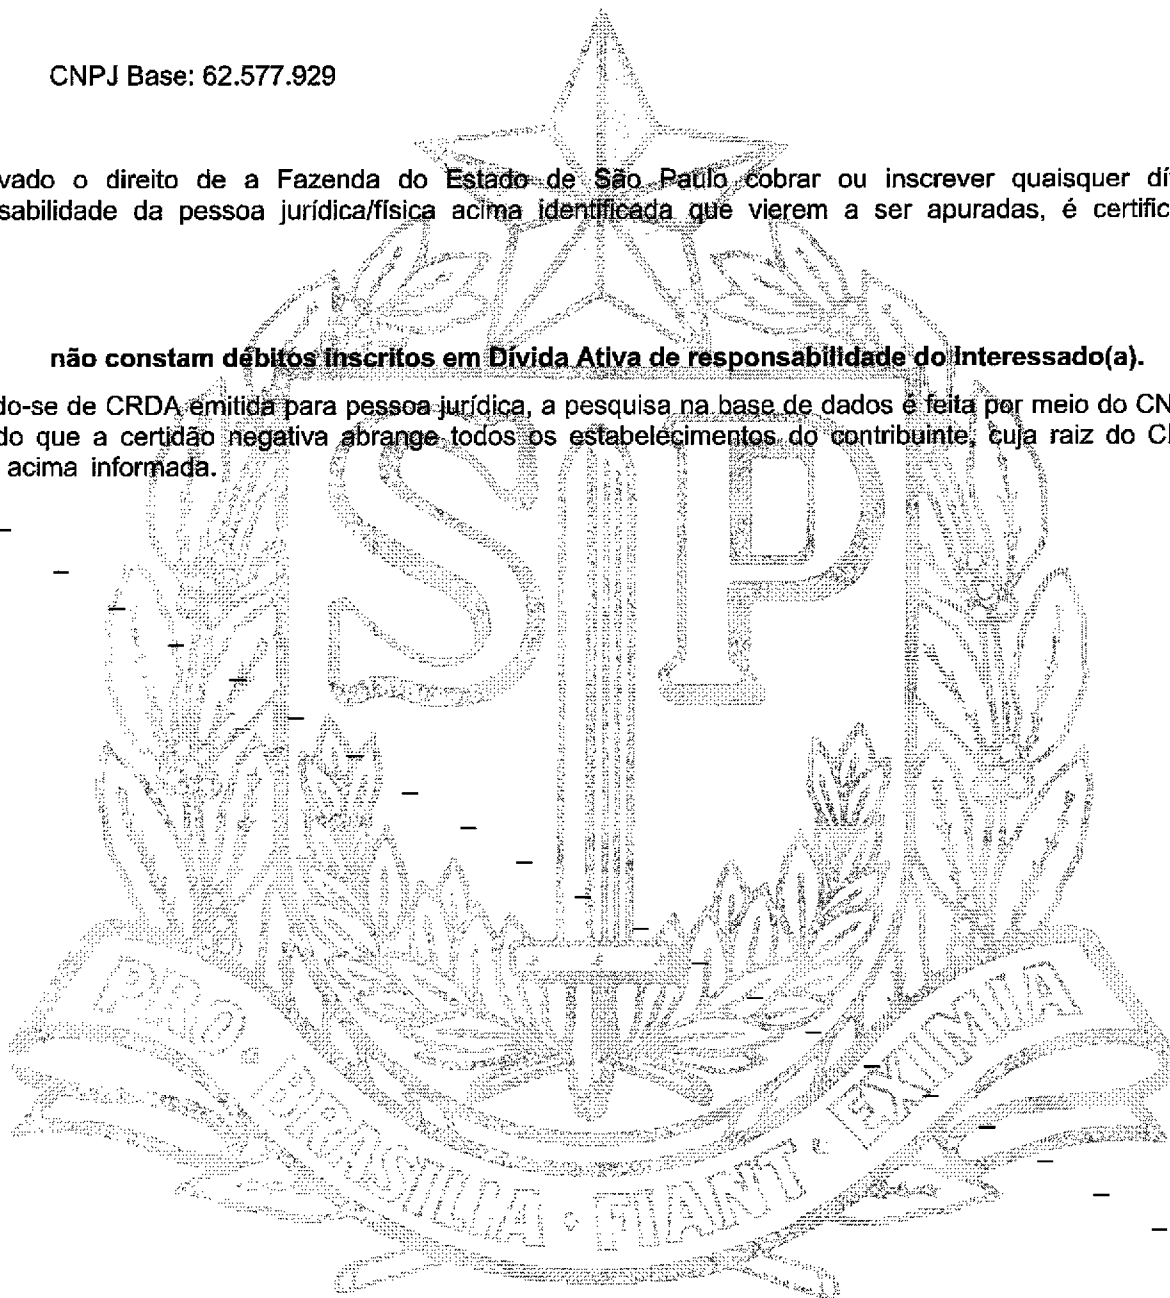 CNPJ Base: 62.577.929
vado o direito de a Fazenda do Estado de São Paulo cobrar ou inscrever quaisquer dí
sabilidade da pessoa jurídica/física acima identificada que vierem a ser apuradas, é certific
não constam débitos inscritos em Dívida Ativa de responsabilidade do Interessado(a).
do-se de CRDA emitida para pessoa jurídica, a pesquisa na base de dados é feita por meio do CN
do que a certidão negativa abrange todos os estabelecimentos do contribuinte, cuja raiz do C
acima informada.
SP
PRO · BRASILIA · FIANT · EXIMIA